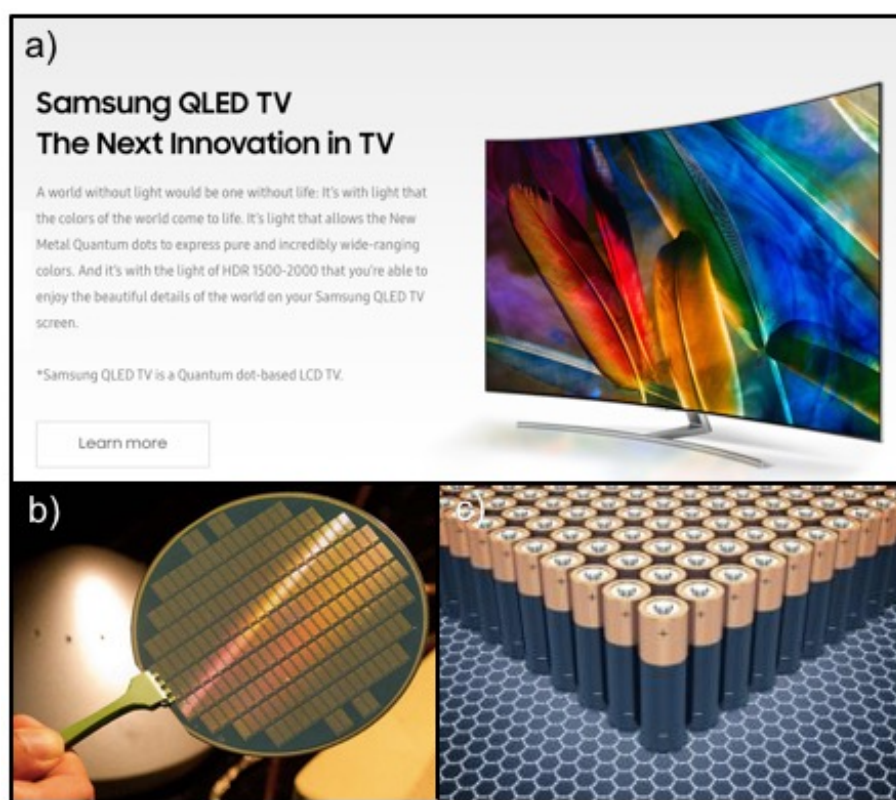 a)
Samsung QLED TV
The Next Innovation in TV
A world without light would be one without life: It's with light that
the colors of the world come to life. It's light that allows the New
Metal Quantum dots to express pure and incredibly wide-ranging
colors. And it's with the light of HDR 1500-2000 that you're able to
enjoy the beautiful details of the world on your Samsung QLED TV
screen.
*Samsung QLED TV is a Quantum dot-based LCD TV.
Learn more
b)
c)